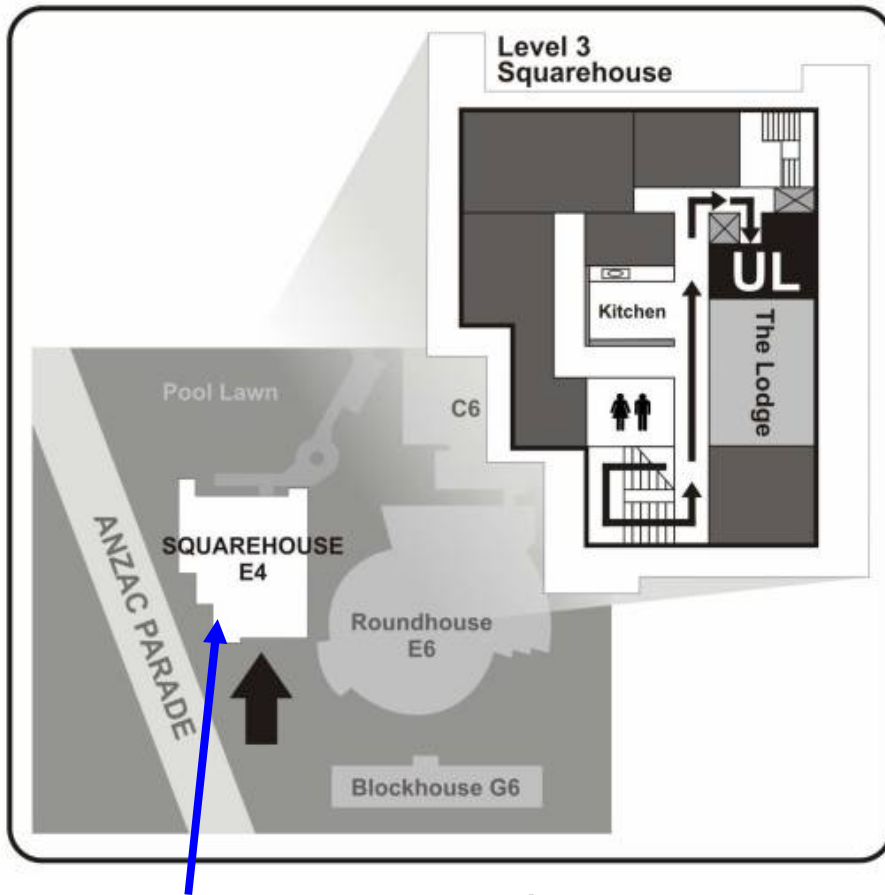 Level 3
Squarehouse
UL
Kitchen
The Lodge
Pool Lawn
C6
SQUAREHOUSE
E4
ANZAC PARADE
Roundhouse
E6
Blockhouse G6